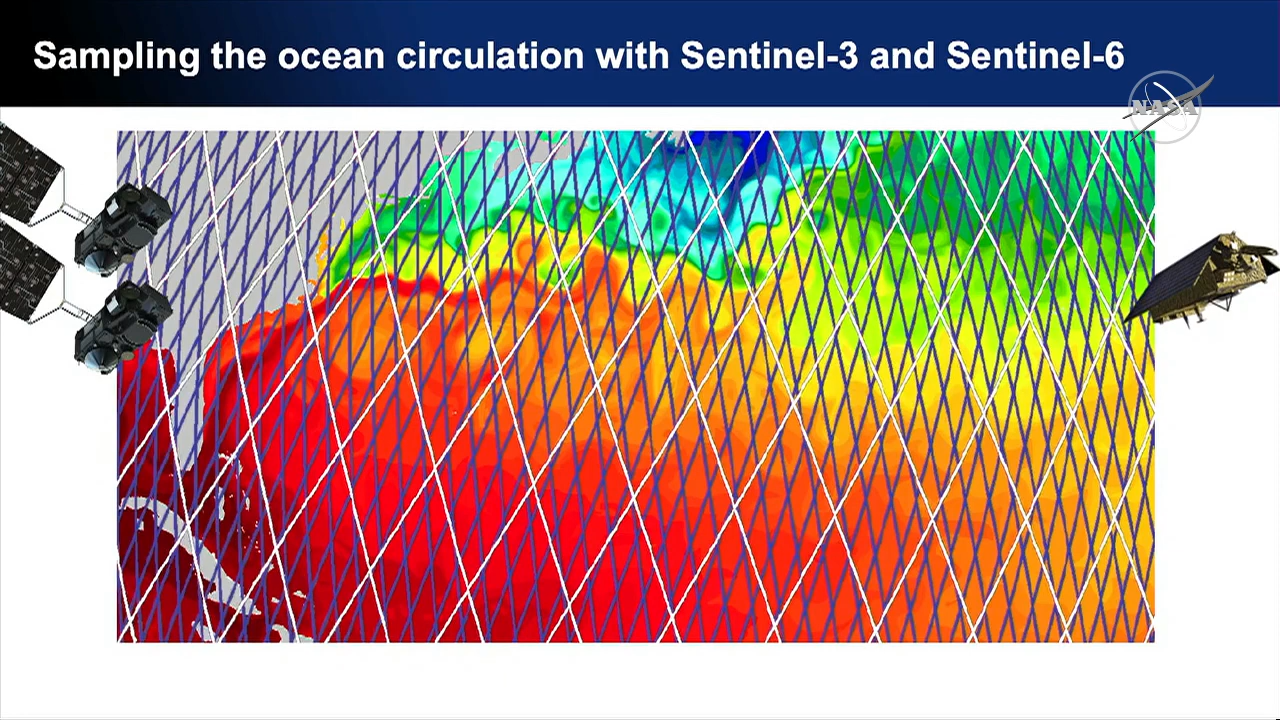 Sampling the ocean circulation with Sentinel-3 and Sentinel-6
NASA